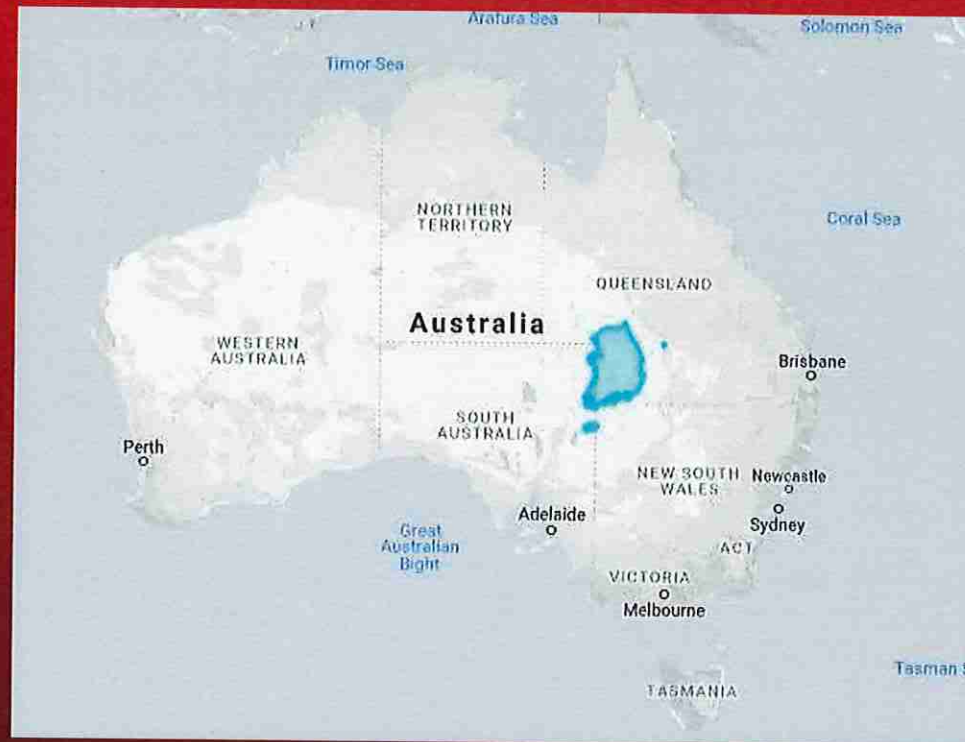 Arafura Sea
Solomon Sea
Timor Sea
NORTHERN
TERRITORY
Coral Sea
QUEENSLAND
Australia
WESTERN
AUSTRALIA
Brisbane
SOUTH
AUSTRALIA
Perth
NEW SOUTH
WALES
Newcastle
Adelaide
Sydney
Great
Australian
Bight
ACT
VICTORIA
Melbourne
Tasman S
TASMANIA